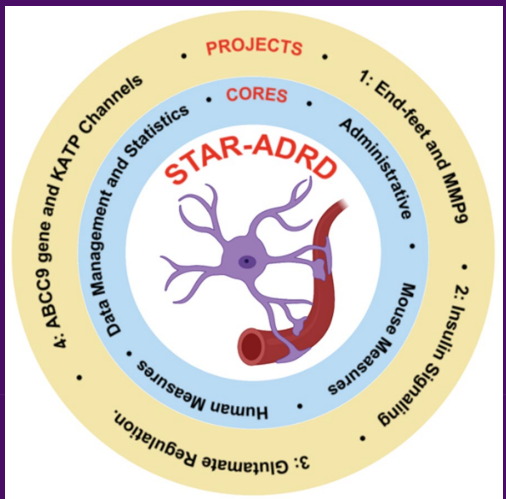 PROJECTS
1: End-feet and MMP9
2: Insulin Signaling
3: Glutamate Regulation.
4: ABCC9 gene and KATP Channels
CORES
Administrative
Mouse Measures
Human Measures
Data Management and Statistics
STAR-ADRD